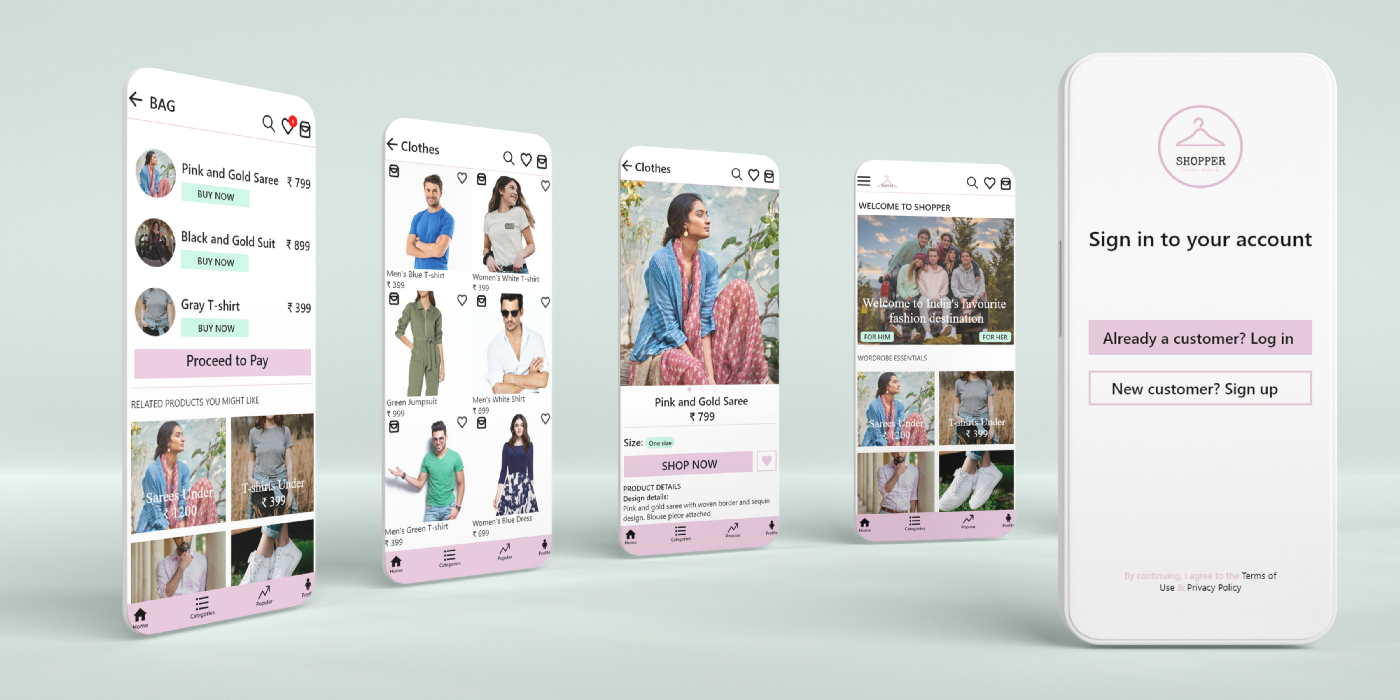 BAG
Pink and Gold Saree ₹ 799
BUY NOW
Black and Gold Suit ₹ 899
BUY NOW
Gray T-shirt ₹ 399
BUY NOW
Proceed to Pay
RELATED PRODUCTS YOU MIGHT LIKE
Sarees Under
₹ 1200
T-shirts Under
₹ 399
Home
Categories
Popular
Profile
Clothes
Men's Blue T-shirt
₹ 399
Women's White T-shirt
₹ 399
Green Jumpsuit
₹ 999
Men's White Shirt
₹ 899
Men's Green T-shirt
₹ 399
Women's Blue Dress
₹ 699
Home
Categories
Popular
Profile
Clothes
Pink and Gold Saree
₹ 799
Size: One size
SHOP NOW
PRODUCT DETAILS
Design details:
Pink and gold saree with woven border and sequin
design. Blouse piece attached
Home
Categories
Popular
Profile
WELCOME TO SHOPPER
Welcome to India's favourite
fashion destination
FOR HIM
FOR HER
WORDROBE ESSENTIALS
Sarees Under
₹ 1200
T-shirts Under
₹ 399
Home
Categories
Popular
Profile
SHOPPER
Sign in to your account
Already a customer? Log in
New customer? Sign up
By continuing, I agree to the Terms of
Use & Privacy Policy